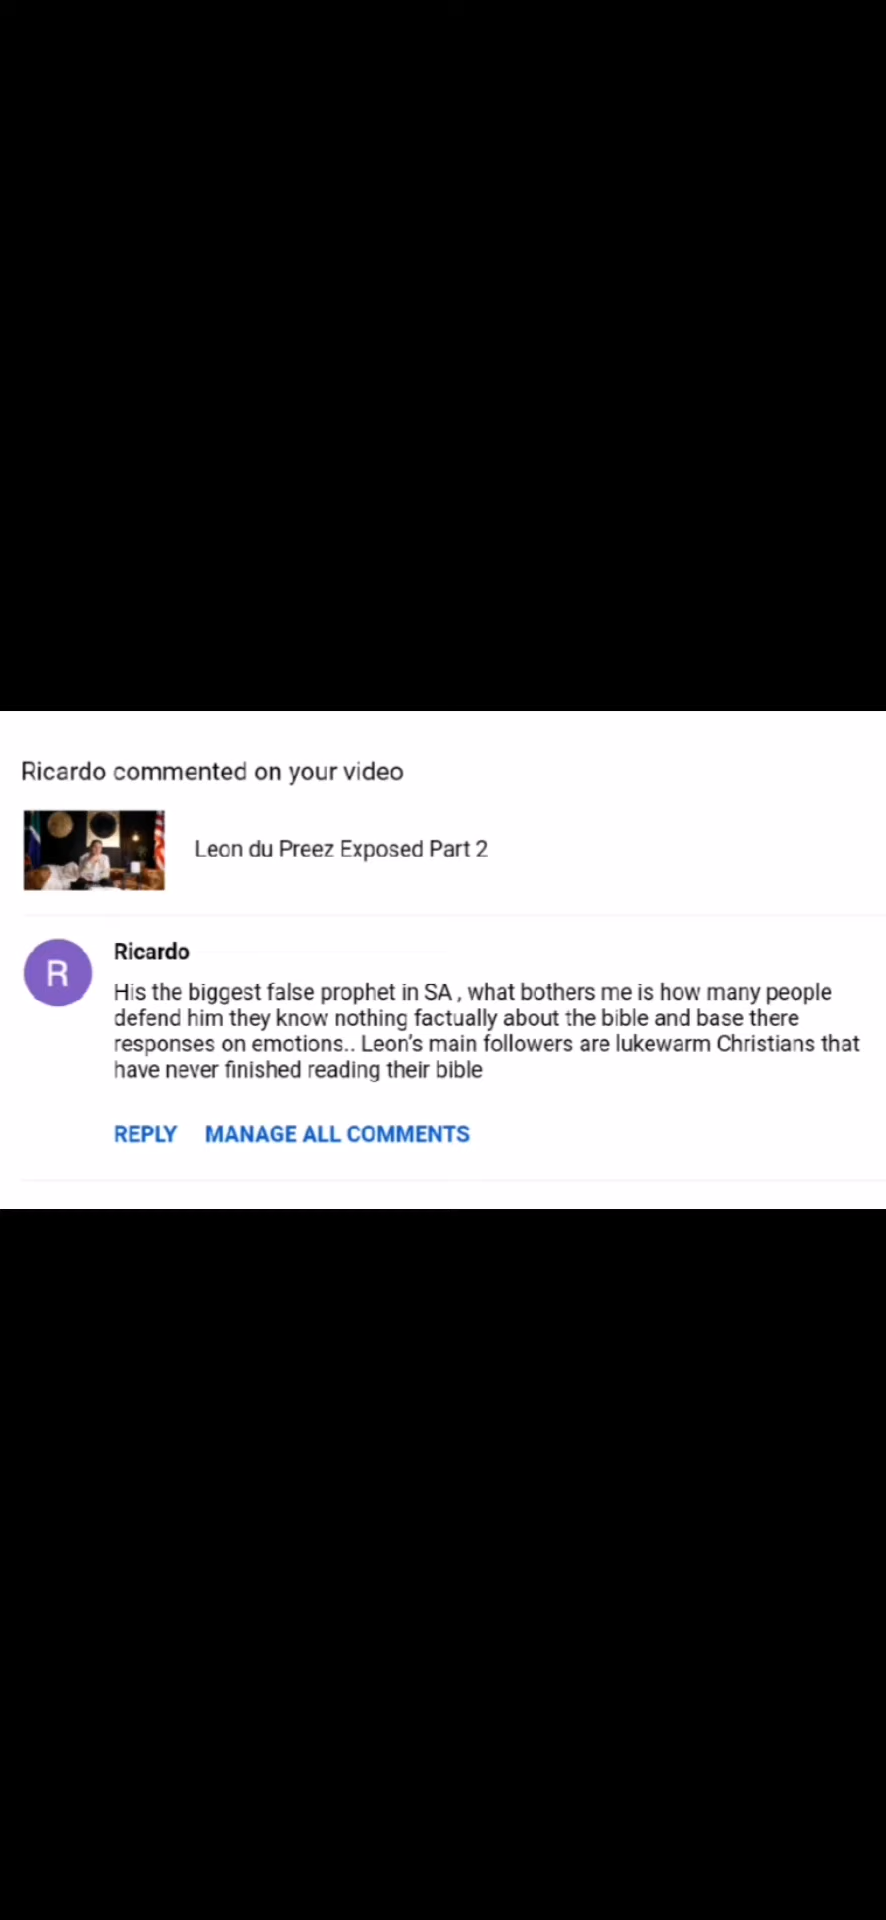 Ricardo commented on your video
Leon du Preez Exposed Part 2
R
Ricardo
His the biggest false prophet in SA , what bothers me is how many people
defend him they know nothing factually about the bible and base there
responses on emotions.. Leon's main followers are lukewarm Christians that
have never finished reading their bible
REPLY MANAGE ALL COMMENTS